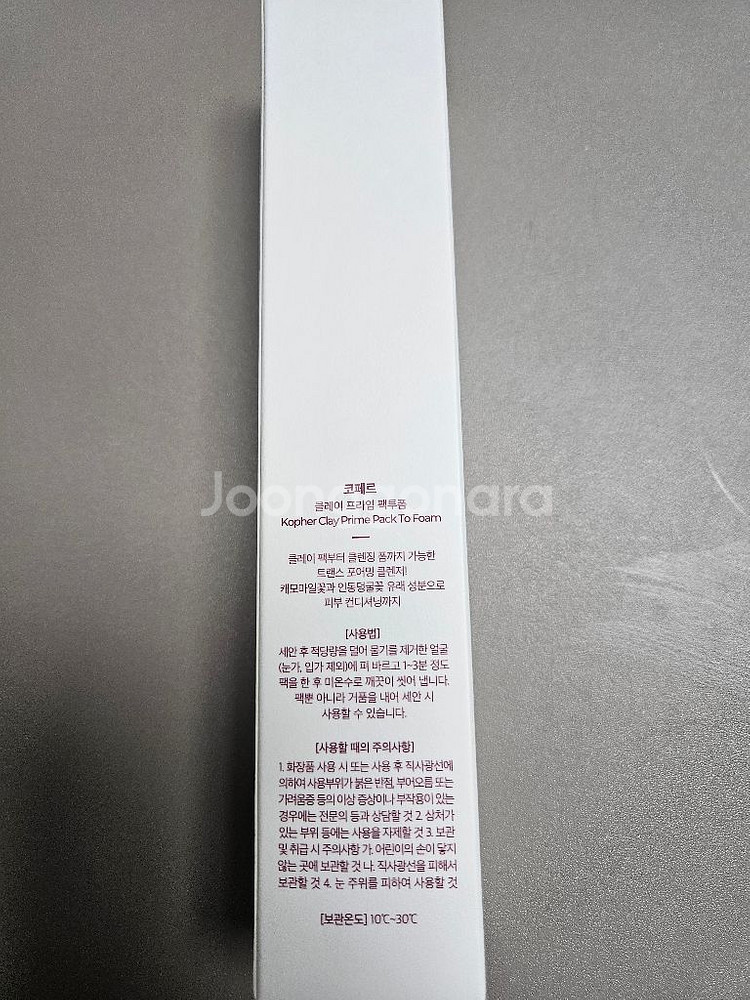 코페르
클레이 프라임 팩투폼
Kopher Clay Prime Pack To Foam
클레이 팩부터 클렌징 폼까지 가능한
트랜스 포어밍 클렌저!
캐모마일꽃과 인동덩굴꽃 유래 성분으로
피부 컨디셔닝까지
[사용법]
세안 후 적당량을 덜어 물기를 제거한 얼굴
(눈가, 입가 제외)에 펴 바르고 1~3분 정도
팩을 한 후 미온수로 깨끗이 씻어 냅니다.
팩뿐 아니라 거품을 내어 세안 시
사용할 수 있습니다.
[사용할 때의 주의사항]
1. 화장품 사용 시 또는 사용 후 직사광선에
의하여 사용부위가 붉은 반점, 부어오름 또는
가려움증 등의 이상 증상이나 부작용이 있는
경우에는 전문의 등과 상담할 것 2. 상처가
있는 부위 등에는 사용을 자제할 것 3. 보관
및 취급 시 주의사항 가. 어린이의 손이 닿지
않는 곳에 보관할 것 나. 직사광선을 피해서
보관할 것 4. 눈 주위를 피하여 사용할 것
[보관온도] 10℃~30℃
Joongonara